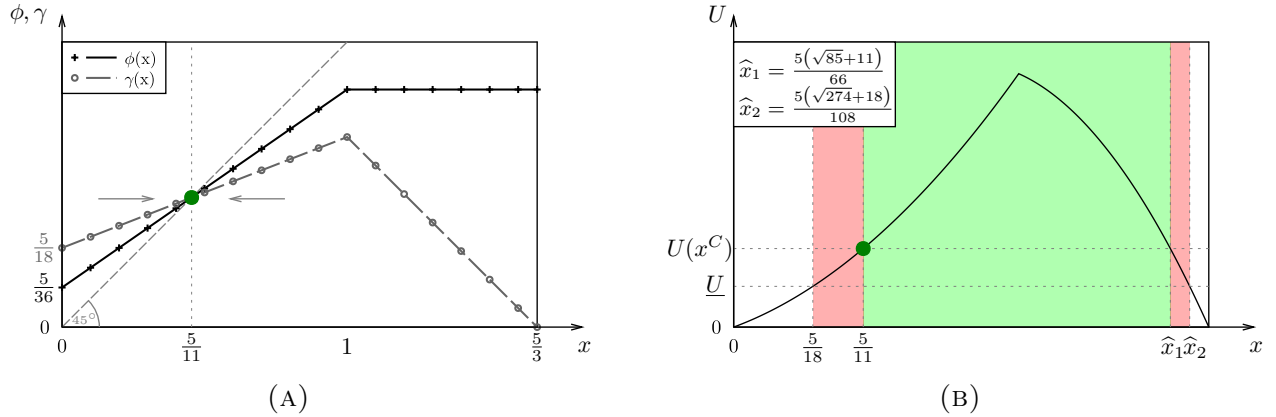 ϕ, γ
ϕ(x)
γ(x)
5/18
5/36
0
45°
0
5/11
1
5/3
x
(A)
U
x̂₁ = 5(√85+11)/66
x̂₂ = 5(√274+18)/108
U(x^C)
U̲
0
0
5/18
5/11
x̂₁x̂₂
x
(B)